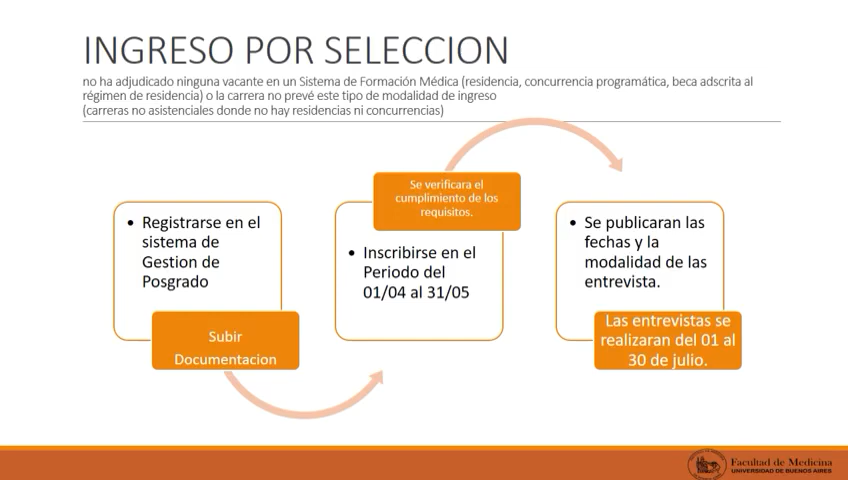 INGRESO POR SELECCION
no ha adjudicado ninguna vacante en un Sistema de Formación Médica (residencia, concurrencia programática, beca adscrita al
régimen de residencia) o la carrera no prevé este tipo de modalidad de ingreso
(carreras no asistenciales donde no hay residencias ni concurrencias)
• Registrarse en el
sistema de
Gestion de
Posgrado
Subir
Documentacion
Se verificara el
cumplimiento de los
requisitos.
• Inscribirse en el
Periodo del
01/04 al 31/05
• Se publicaran las
fechas y la
modalidad de las
entrevista.
Las entrevistas se
realizaran del 01 al
30 de julio.
Facultad de Medicina
UNIVERSIDAD DE BUENOS AIRES